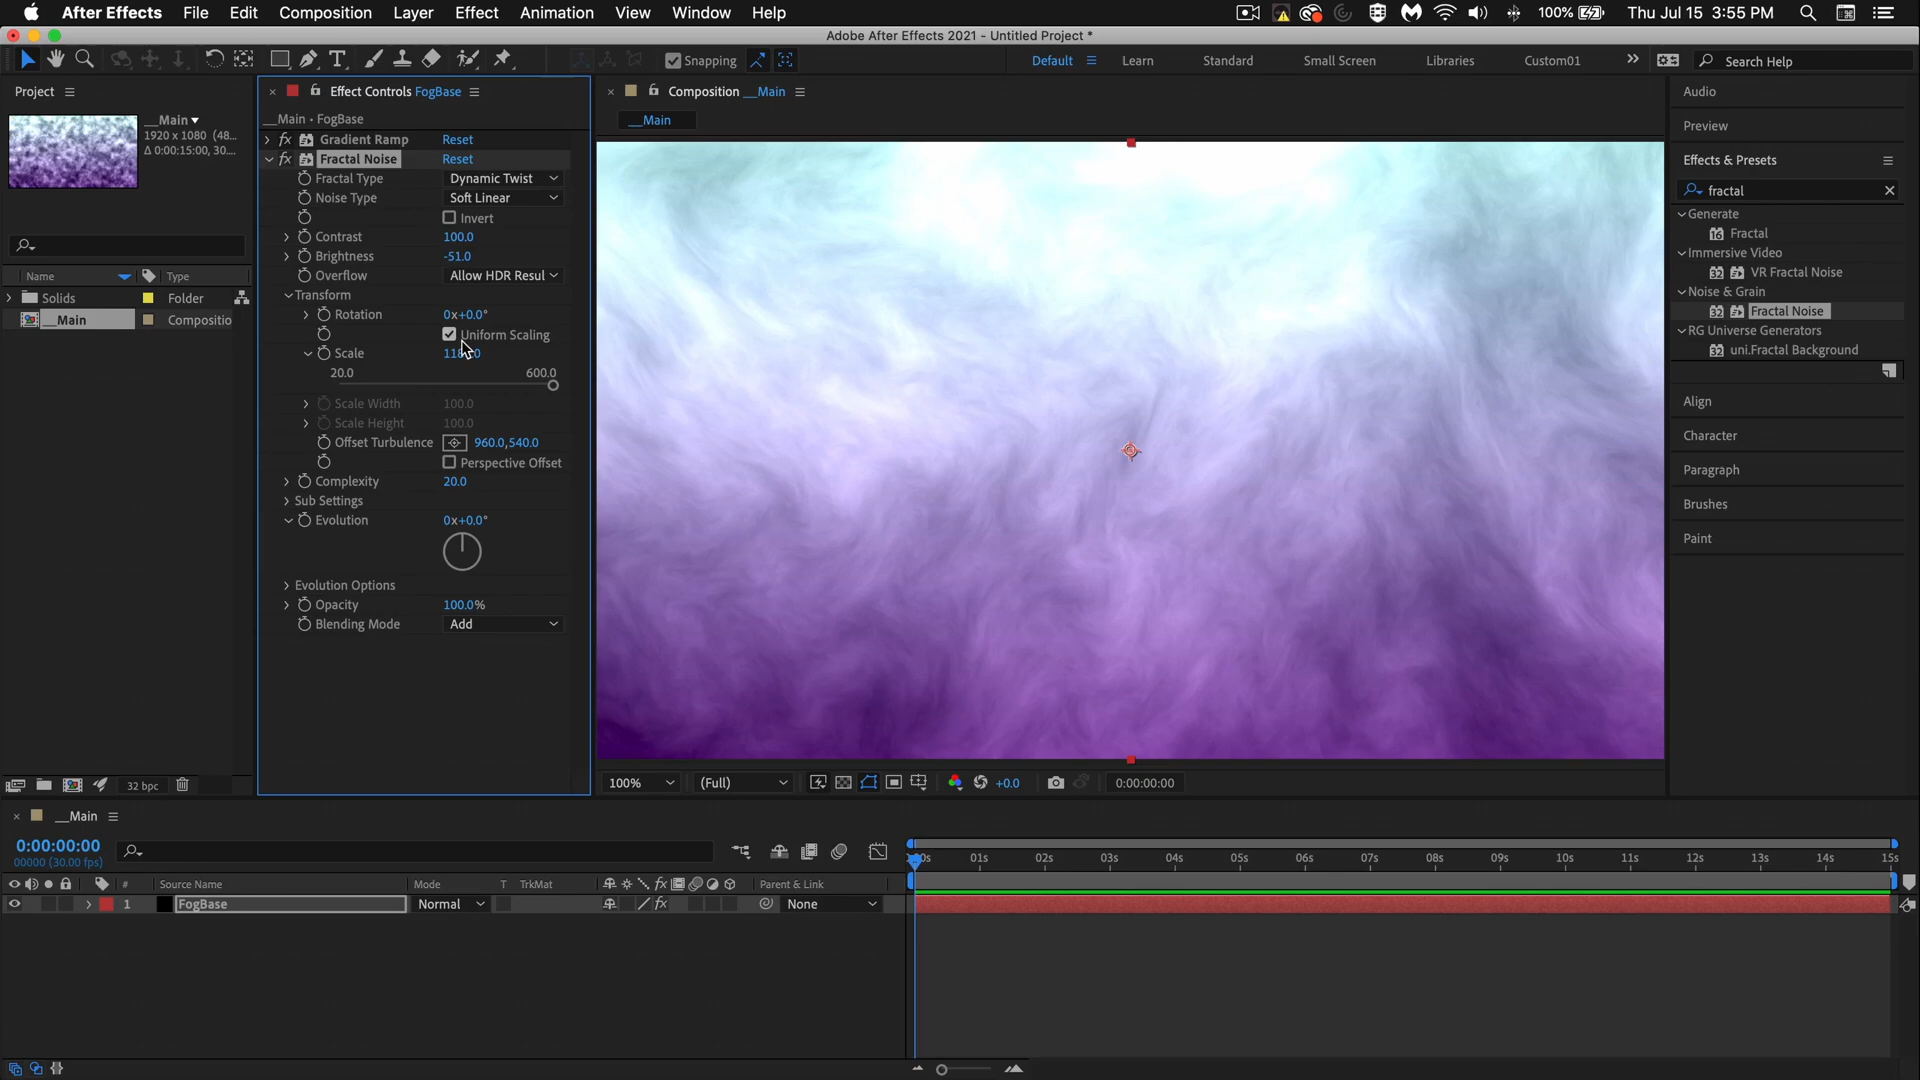 After Effects File Edit Composition Layer Effect Animation View Window Help 100% Thu Jul 15 3:55 PM
Adobe After Effects 2021 - Untitled Project *
T Snapping Default Learn Standard Small Screen Libraries Custom01 Search Help
Project
__Main
1920 x 1080 (48...
Δ 0:00:15:00, 30....
Name Type
Solids Folder
__Main Compositio
32 bpc
Effect Controls FogBase
__Main • FogBase
fx Gradient Ramp Reset
fx Fractal Noise Reset
Fractal Type Dynamic Twist
Noise Type Soft Linear
Invert
Contrast 100.0
Brightness -51.0
Overflow Allow HDR Resul
Transform
Rotation 0x+0.0°
Uniform Scaling
Scale
20.0 600.0
Scale Width 100.0
Scale Height 100.0
Offset Turbulence 960.0,540.0
Perspective Offset
Complexity 20.0
Sub Settings
Evolution 0x+0.0°
Evolution Options
Opacity 100.0%
Blending Mode Add
Composition __Main
__Main
100% (Full) +0.0 0:00:00:00
Audio
Preview
Effects & Presets
fractal
Generate
16 Fractal
Immersive Video
32 VR Fractal Noise
Noise & Grain
32 Fractal Noise
RG Universe Generators
32 uni.Fractal Background
Align
Character
Paragraph
Brushes
Paint
__Main
0:00:00:00
00000 (30.00 fps)
01s 02s 03s 04s 05s 06s 07s 08s 09s 10s 11s 12s 13s 14s 15s
# Source Name Mode T TrkMat fx Parent & Link
1 FogBase Normal fx None